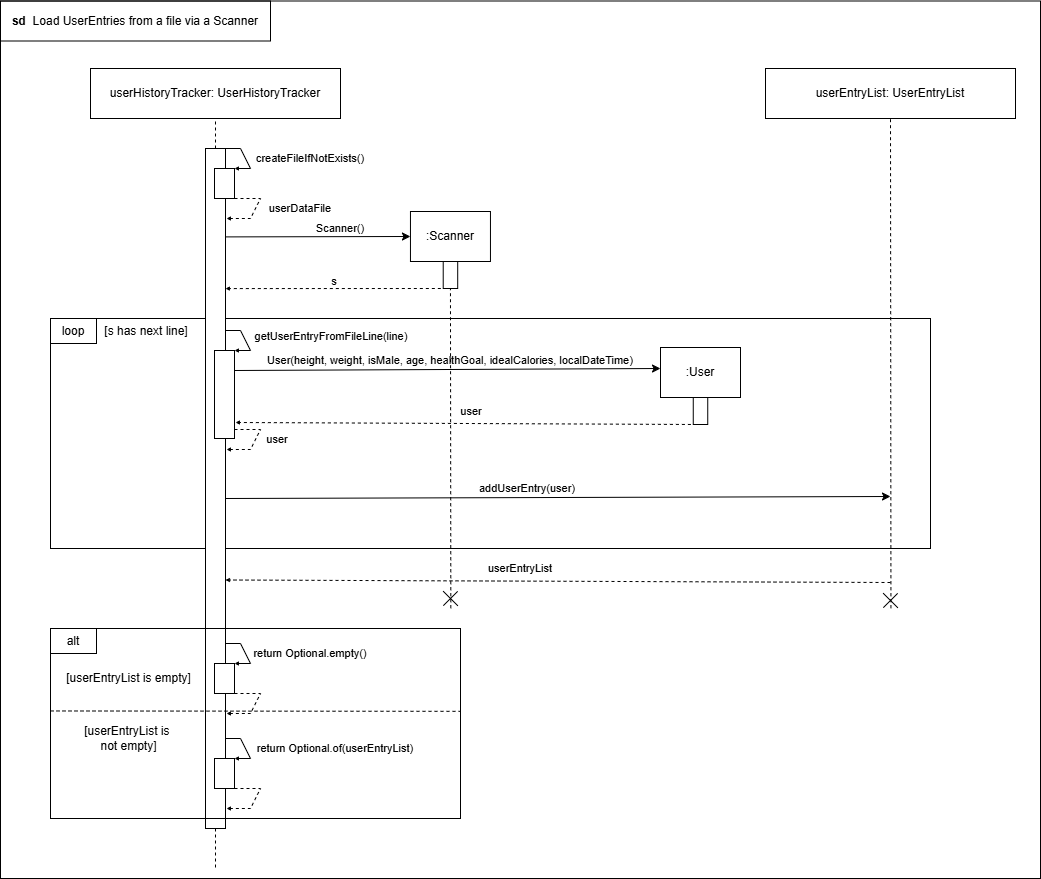 sd Load UserEntries from a file via a Scanner
userHistoryTracker: UserHistoryTracker
userEntryList: UserEntryList
createFileIfNotExists()
userDataFile
Scanner()
:Scanner
s
loop
[s has next line]
getUserEntryFromFileLine(line)
User(height, weight, isMale, age, healthGoal, idealCalories, localDateTime)
:User
user
user
addUserEntry(user)
userEntryList
alt
return Optional.empty()
[userEntryList is empty]
[userEntryList is
not empty]
return Optional.of(userEntryList)